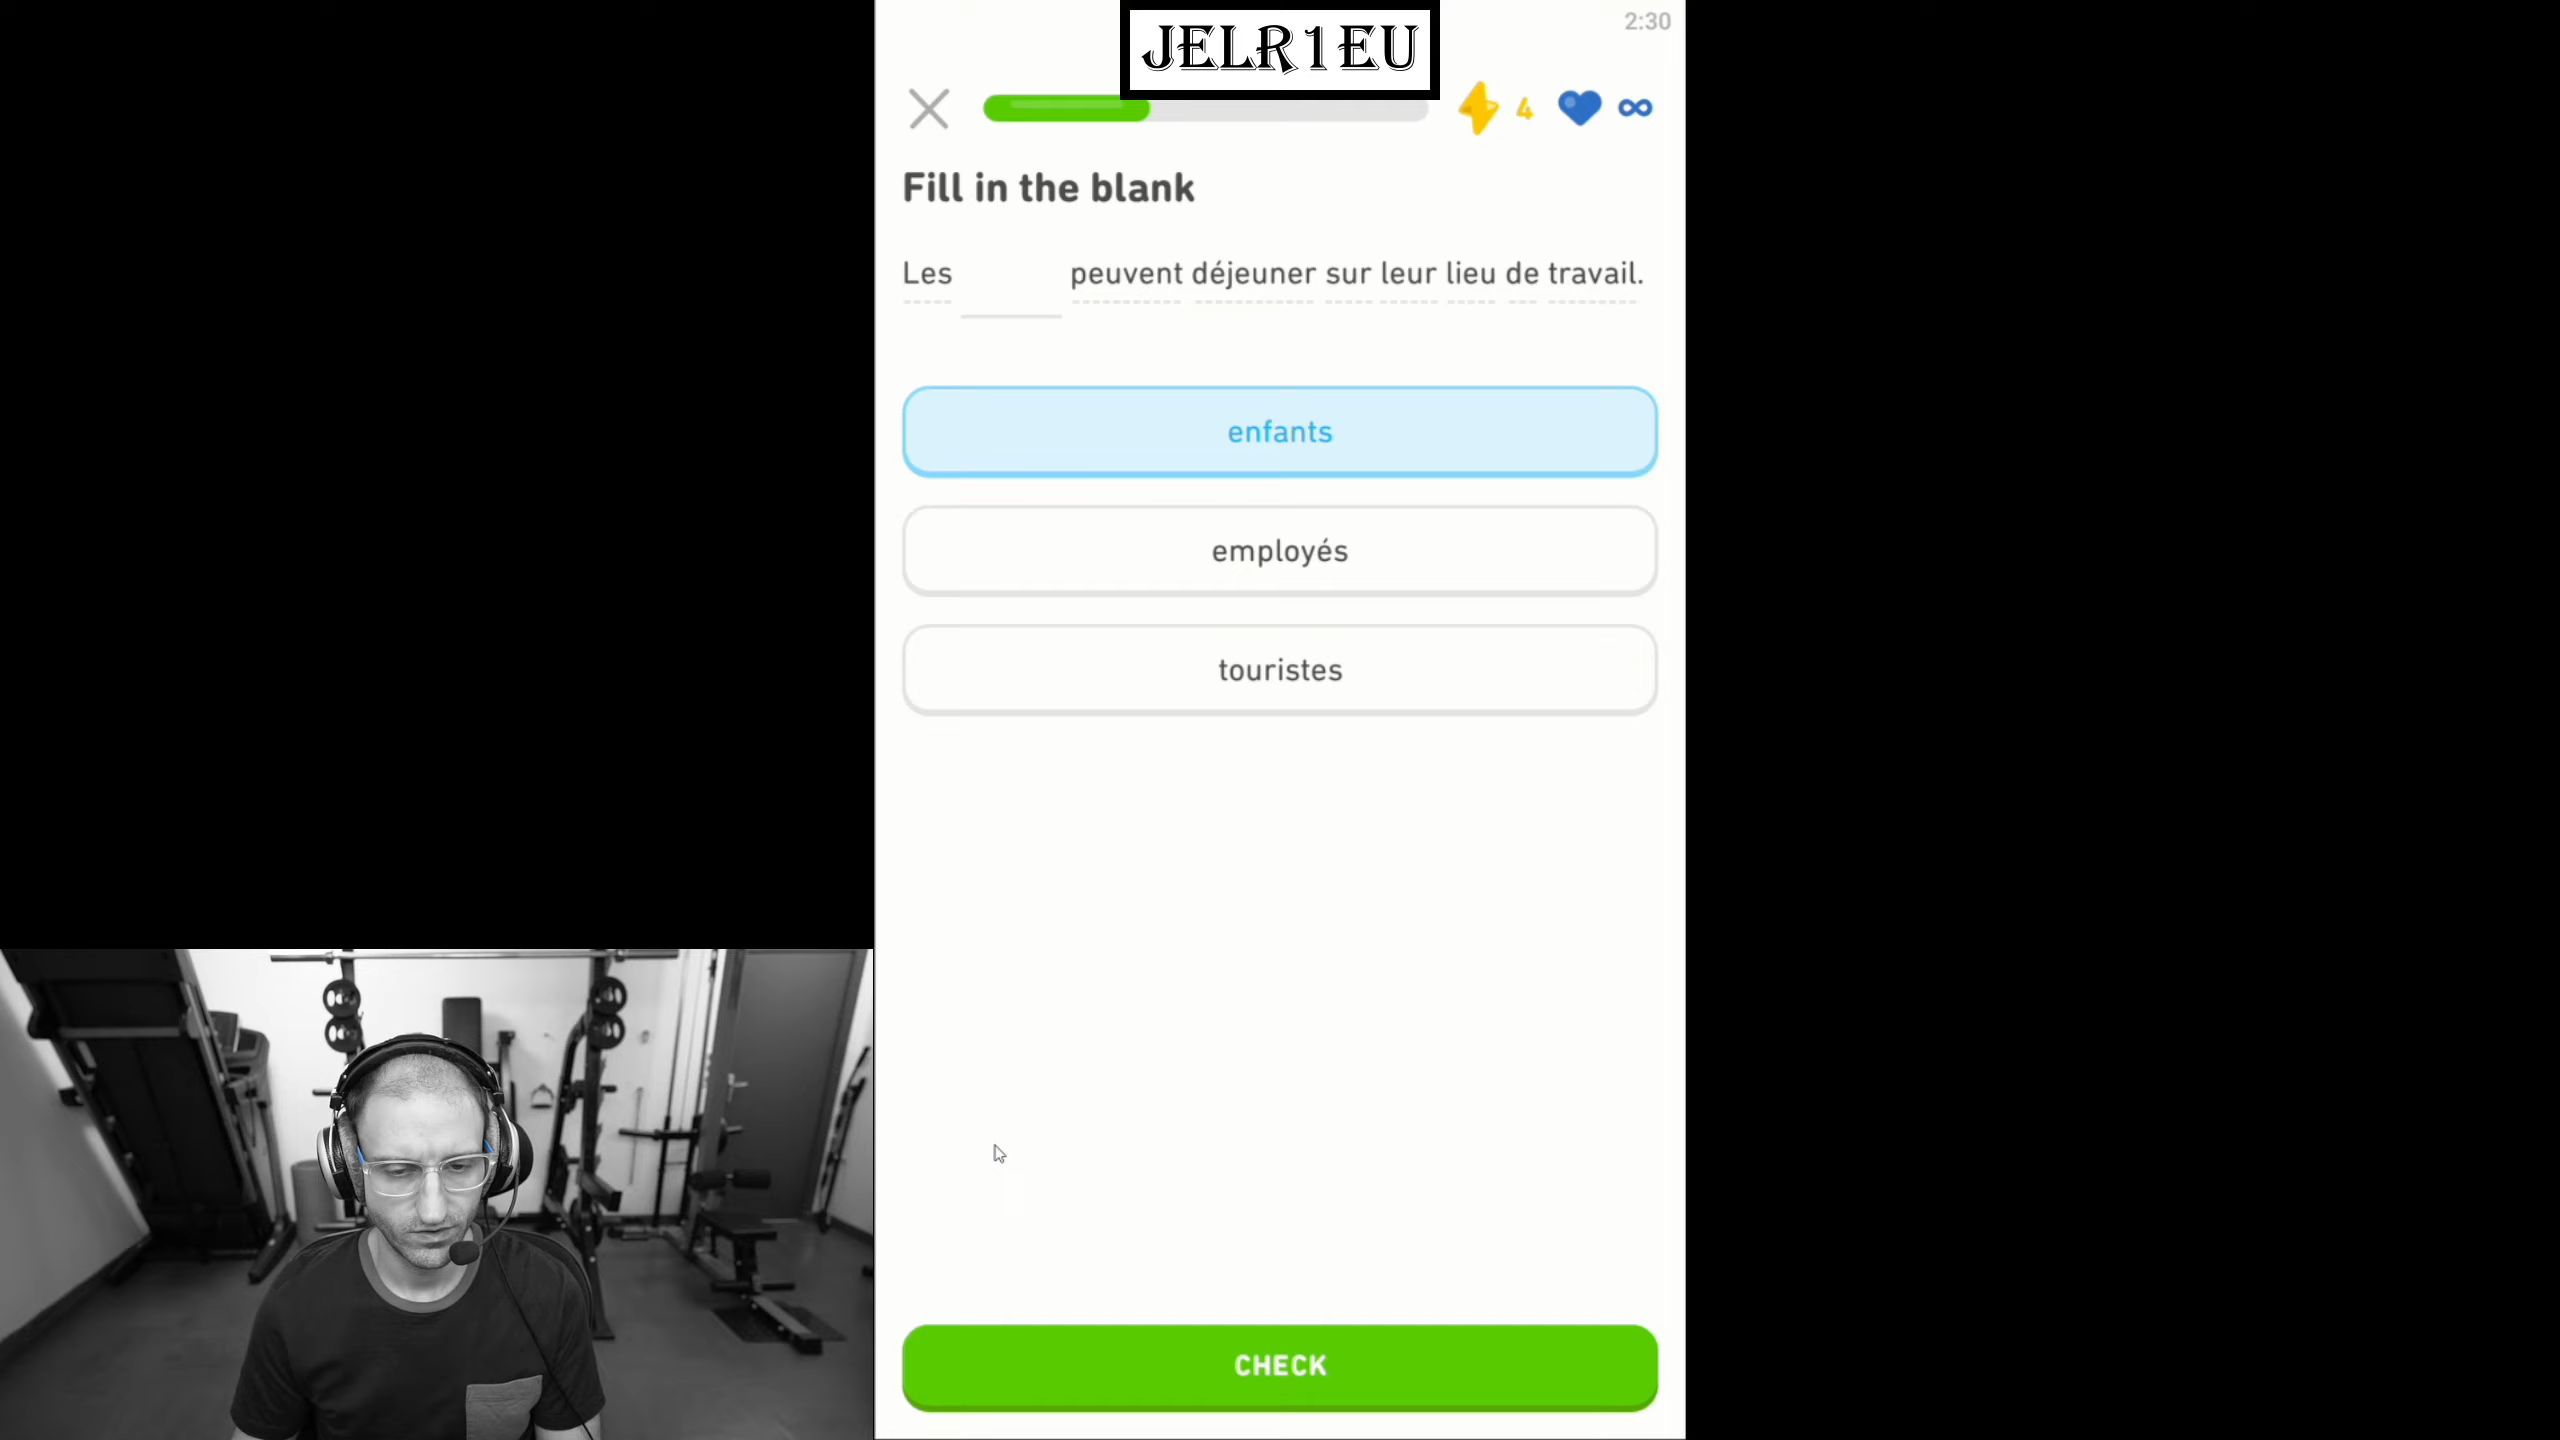 JELR1EU
2:30
4 ∞
Fill in the blank
Les ______ peuvent déjeuner sur leur lieu de travail.
enfants
employés
touristes
CHECK